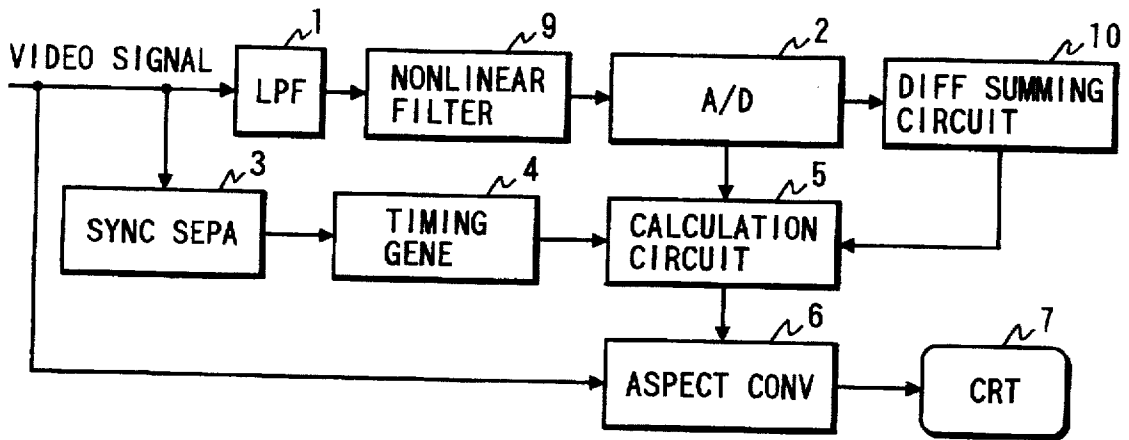 1
9
2
10
VIDEO SIGNAL
LPF
NONLINEAR
FILTER
A/D
DIFF SUMMING
CIRCUIT
3
4
5
SYNC SEPA
TIMING
GENE
CALCULATION
CIRCUIT
6
7
ASPECT CONV
CRT